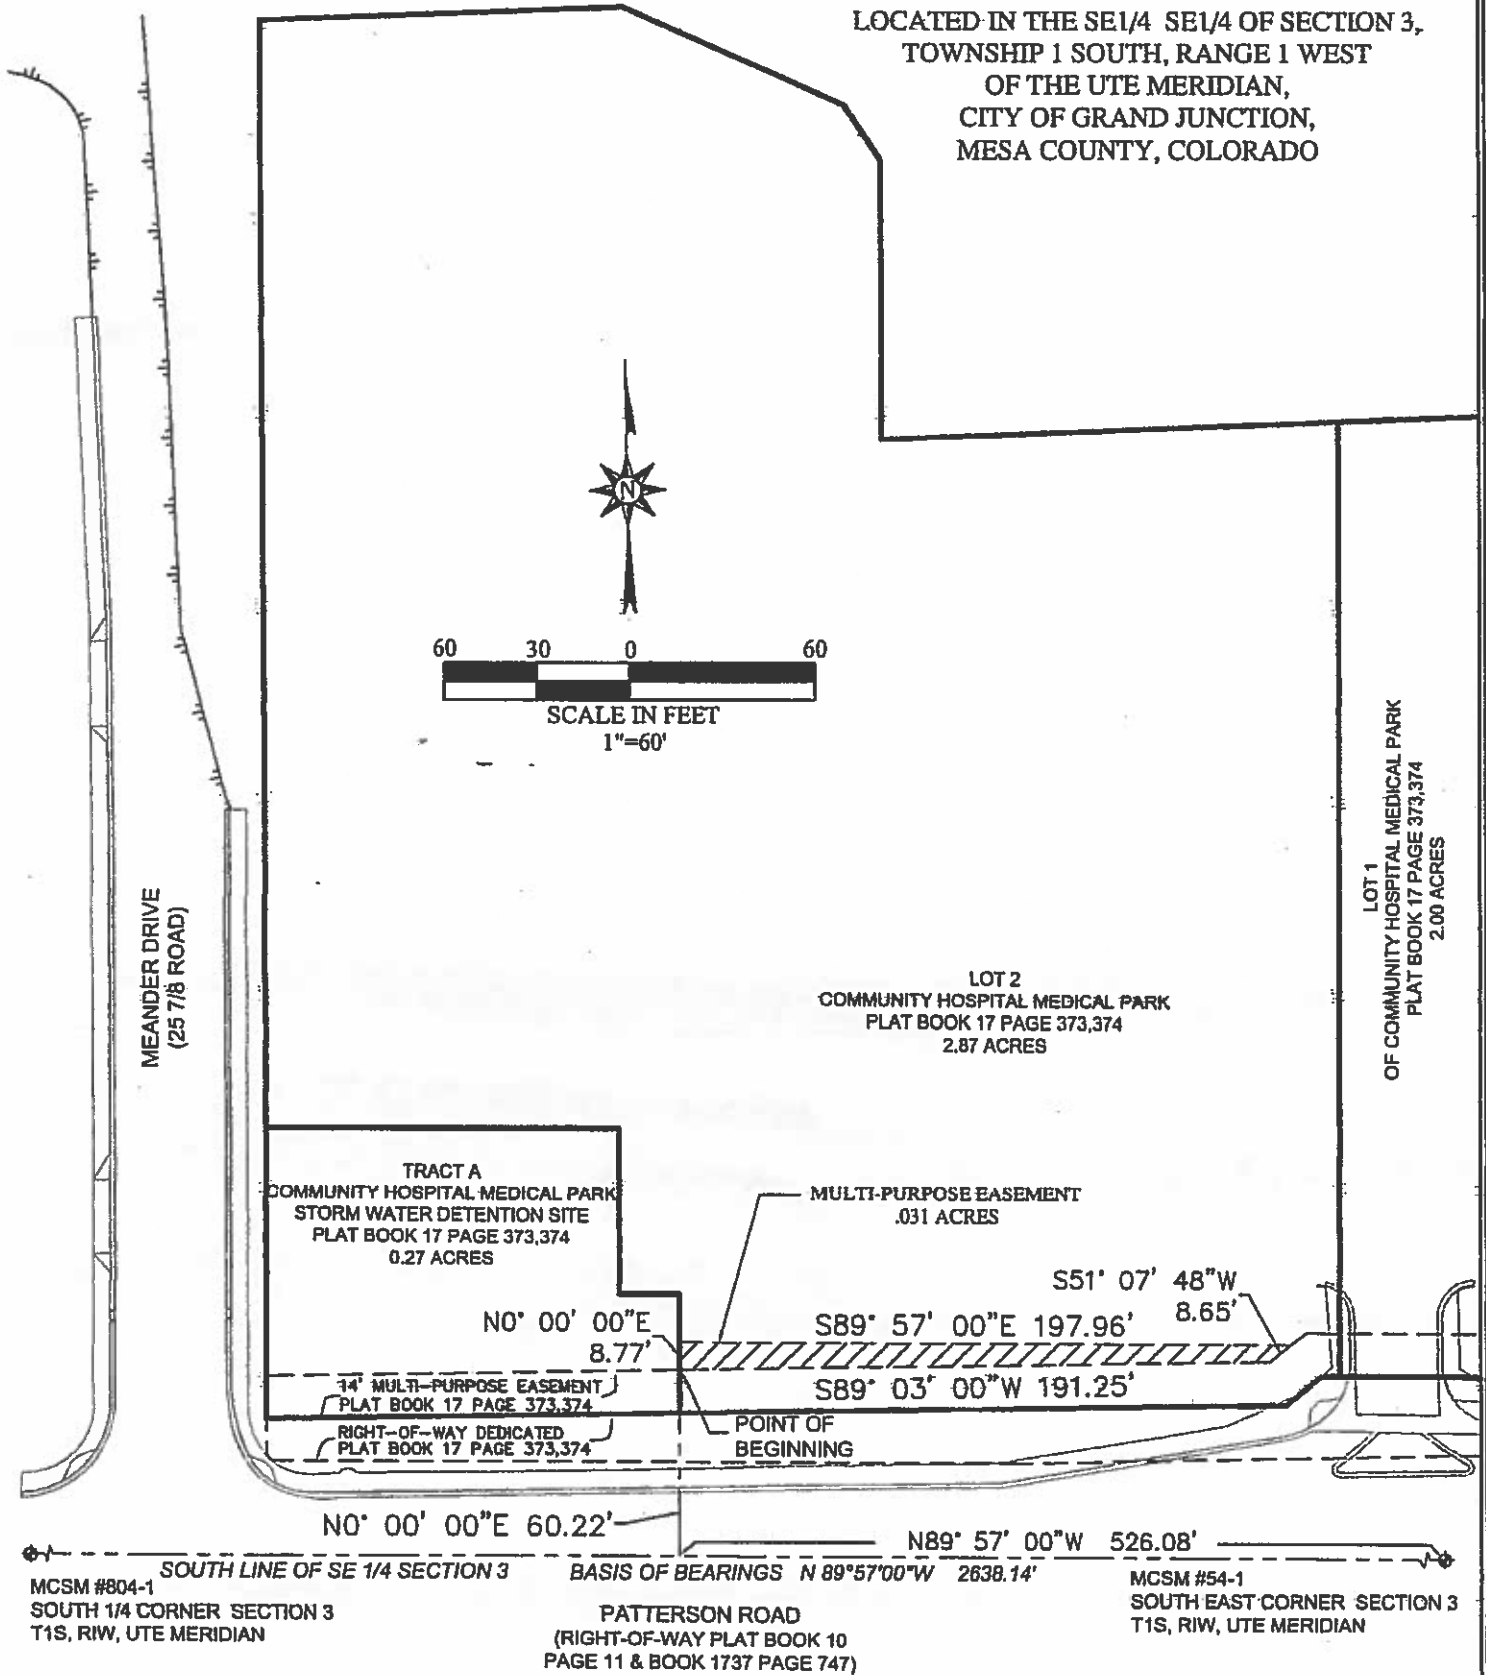 LOCATED IN THE SE1/4 SE1/4 OF SECTION 3,
TOWNSHIP 1 SOUTH, RANGE 1 WEST
OF THE UTE MERIDIAN,
CITY OF GRAND JUNCTION,
MESA COUNTY, COLORADO
N
60 30 0 60
SCALE IN FEET
1"=60'
MEANDER DRIVE
(25 7/8 ROAD)
LOT 1
OF COMMUNITY HOSPITAL MEDICAL PARK
PLAT BOOK 17 PAGE 373,374
2.00 ACRES
LOT 2
COMMUNITY HOSPITAL MEDICAL PARK
PLAT BOOK 17 PAGE 373,374
2.87 ACRES
TRACT A
COMMUNITY HOSPITAL MEDICAL PARK
STORM WATER DETENTION SITE
PLAT BOOK 17 PAGE 373,374
0.27 ACRES
MULTI-PURPOSE EASEMENT
.031 ACRES
S51° 07' 48"W
8.65'
N0° 00' 00"E
8.77'
S89° 57' 00"E 197.96'
S89° 03' 00"W 191.25'
14' MULTI-PURPOSE EASEMENT
PLAT BOOK 17 PAGE 373,374
RIGHT-OF-WAY DEDICATED
PLAT BOOK 17 PAGE 373,374
POINT OF
BEGINNING
N0° 00' 00"E 60.22'
N89° 57' 00"W 526.08'
SOUTH LINE OF SE 1/4 SECTION 3
BASIS OF BEARINGS N 89°57'00"W 2638.14'
MCSM #804-1
SOUTH 1/4 CORNER SECTION 3
T1S, RIW, UTE MERIDIAN
PATTERSON ROAD
(RIGHT-OF-WAY PLAT BOOK 10
PAGE 11 & BOOK 1737 PAGE 747)
MCSM #54-1
SOUTH EAST CORNER SECTION 3
T1S, RIW, UTE MERIDIAN